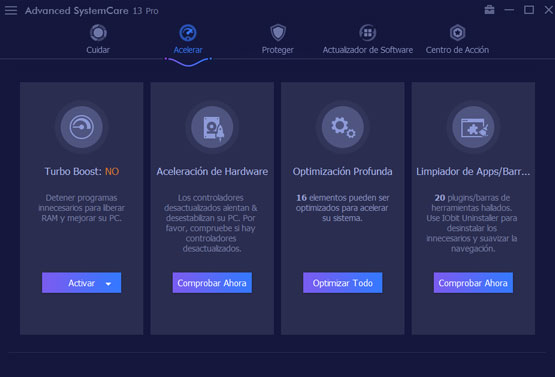 Advanced SystemCare 13 Pro
Cuidar
Acelerar
Proteger
Actualizador de Software
Centro de Acción
Turbo Boost: NO
Detener programas
innecesarios para liberar
RAM y mejorar su PC.
Activar
Aceleración de Hardware
Los controladores
desactualizados alentan &
desestabilizan su PC. Por
favor, compruebe si hay
controladores
desactualizados.
Comprobar Ahora
Optimización Profunda
16 elementos pueden ser
optimizados para acelerar
su sistema.
Optimizar Todo
Limpiador de Apps/Barr...
20 plugins/barras de
herramientas hallados.
Use IObit Uninstaller para
desinstalar los
innecesarios y suavizar la
navegación.
Comprobar Ahora